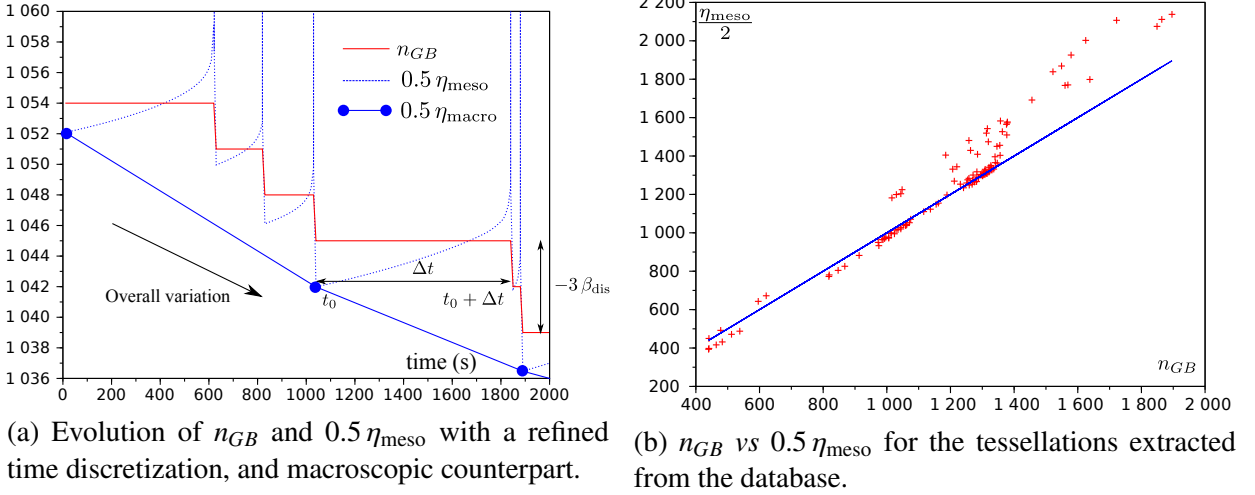 1 060
1 058
1 056
1 054
1 052
1 050
1 048
1 046
1 044
1 042
1 040
1 038
1 036
0 200 400 600 800 1000 1200 1400 1600 1800 2000
n_GB
0.5 η_meso
0.5 η_macro
Overall variation
t_0
Δt
t_0 + Δt
−3 β_dis
time (s)
(a) Evolution of n_GB and 0.5 η_meso with a refined
time discretization, and macroscopic counterpart.
η_meso
2
2 200
2 000
1 800
1 600
1 400
1 200
1 000
800
600
400
200
n_GB
400 600 800 1 000 1 200 1 400 1 600 1 800 2 000
(b) n_GB vs 0.5 η_meso for the tessellations extracted
from the database.